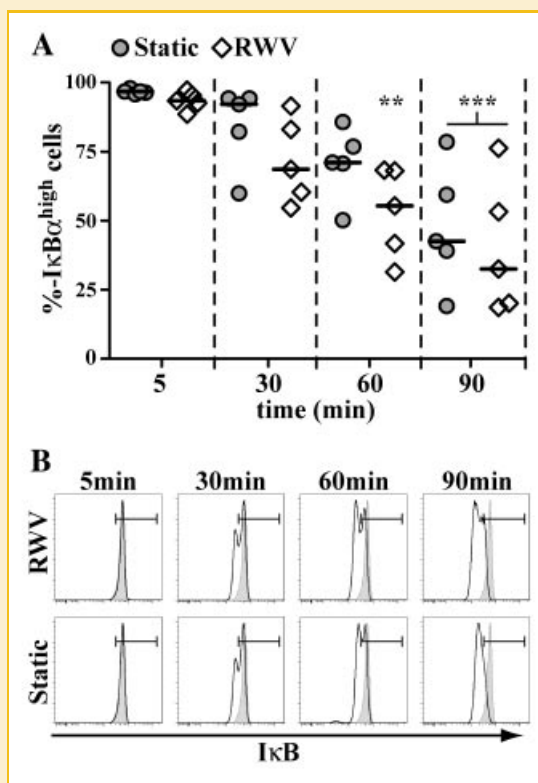 A
Static RWV
** ***
100
75
50
25
0
%-IκBα^high cells
5 30 60 90
time (min)
B
5min 30min 60min 90min
RWV
Static
IκB